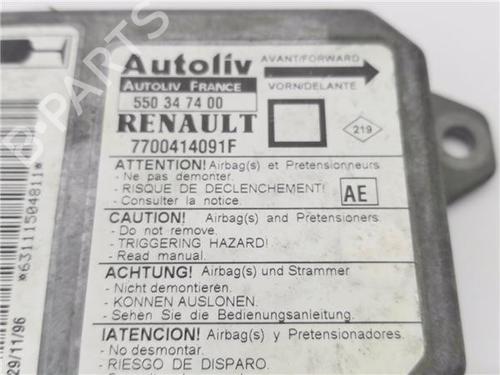 Autoliv
AUTOLIV FRANCE
550 34 74 00
RENAULT
7700414091F
AVANT/FORWARD
VORN/DELANTE
219
ATTENTION! Airbag(s) et Pretensionneurs
- Ne pas demonter.
- RISQUE DE DECLENCHEMENT!
- Consulter la notice.
AE
CAUTION! Airbag(s) and Pretensioners
- Do not remove.
- TRIGGERING HAZARD!
- Read manual.
ACHTUNG! Airbag(s) und Strammer
- Nicht demontieren.
- KONNEN AUSLONEN.
- Sehen Sie die Bedienungsanleitung.
!ATENCION! Airbag(s) y Pretensionadores.
- No desmontar.
- RIESGO DE DISPARO.
*63111504811*
29/11/96
B-PARTS